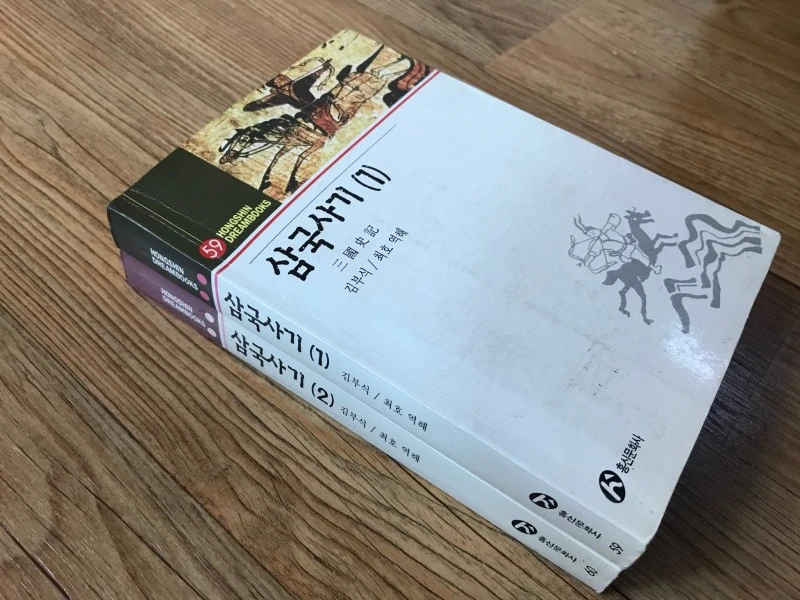 59
HONGSHIN
DREAMBOOKS
삼국사기 (1)
三國史記
김부식 / 최호 역해
홍신문화사
HONGSHIN
DREAMBOOKS
삼국사기 (1)
김부식 / 최호 역해
홍신문화사
59
HONGSHIN
DREAMBOOKS
삼국사기 (2)
김부식 / 최호 역해
홍신문화사
60